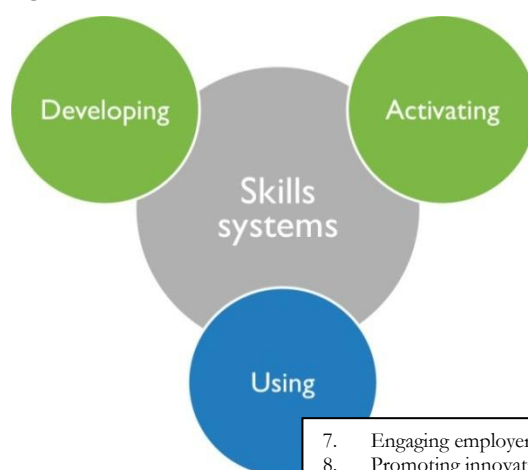 Developing
Activating
Skills
systems
Using
7. Engaging employer
8. Promoting innovat